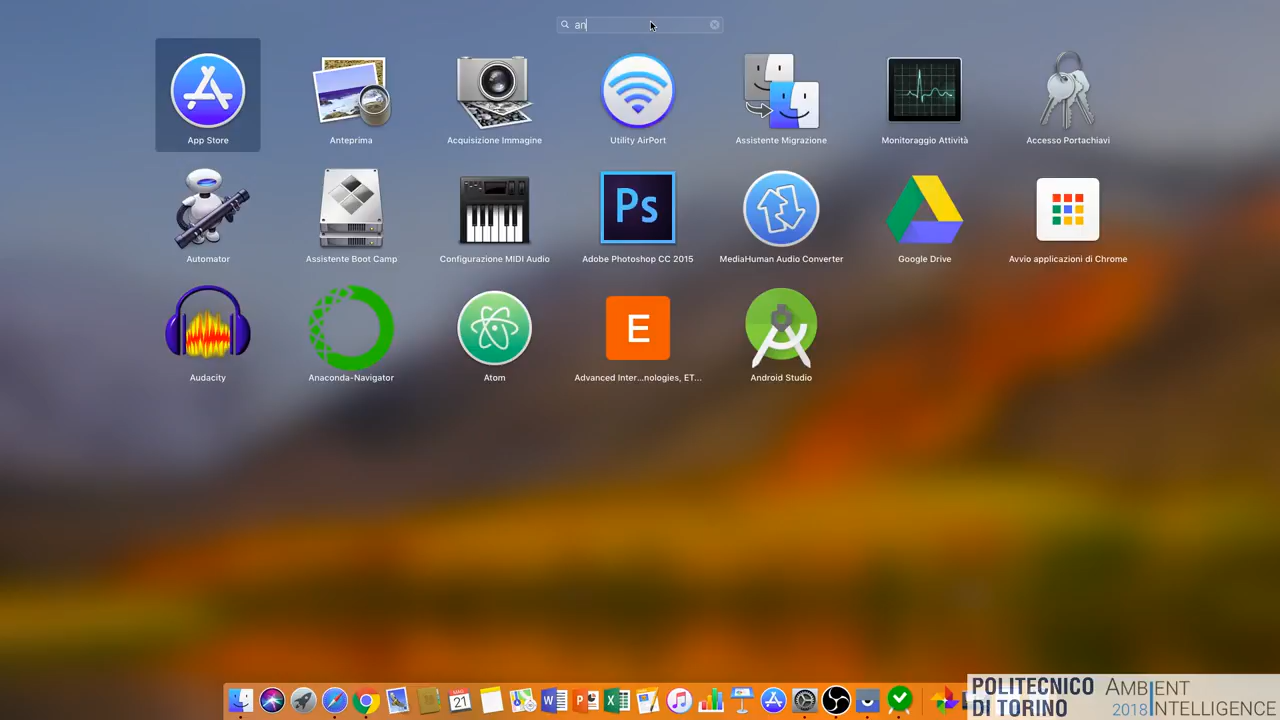 an
App Store
Anteprima
Acquisizione Immagine
Utility AirPort
Assistente Migrazione
Monitoraggio Attività
Accesso Portachiavi
Ps
Automator
Assistente Boot Camp
Configurazione MIDI Audio
Adobe Photoshop CC 2015
MediaHuman Audio Converter
Google Drive
Avvio applicazioni di Chrome
E
Audacity
Anaconda-Navigator
Atom
Advanced Inter...nologies, ET...
Android Studio
21
POLITECNICO
DI TORINO
AMBIENT
2018 INTELLIGENCE